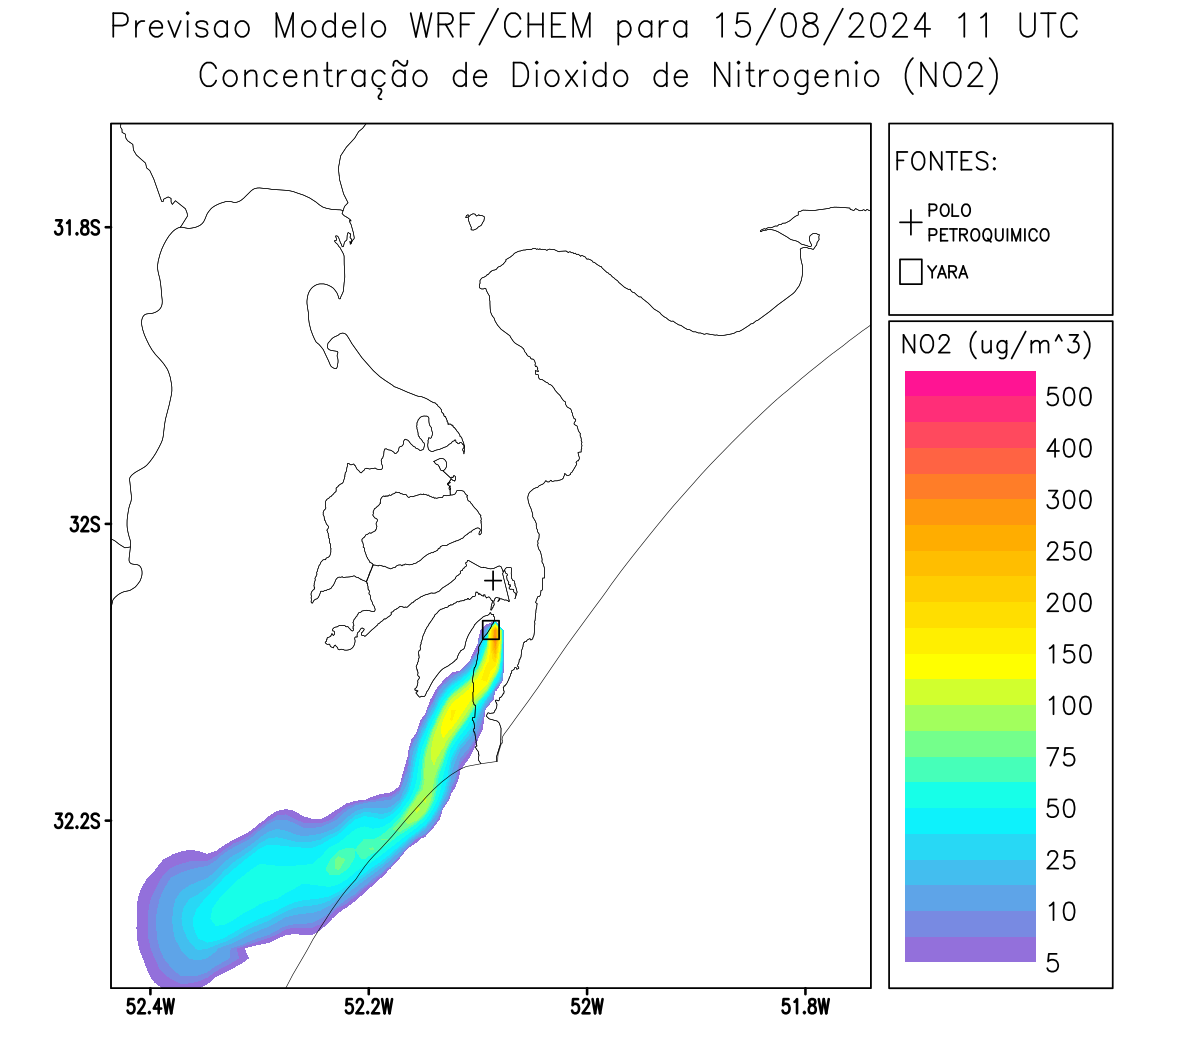 Previsao Modelo WRF/CHEM para 15/08/2024 11 UTC
Concentração de Dioxido de Nitrogenio (NO2)
FONTES:
POLO
PETROQUIMICO
YARA
NO2 (ug/m^3)
500
400
300
250
200
150
100
75
50
25
10
5
31.8S
32S
32.2S
52.4W
52.2W
52W
51.8W